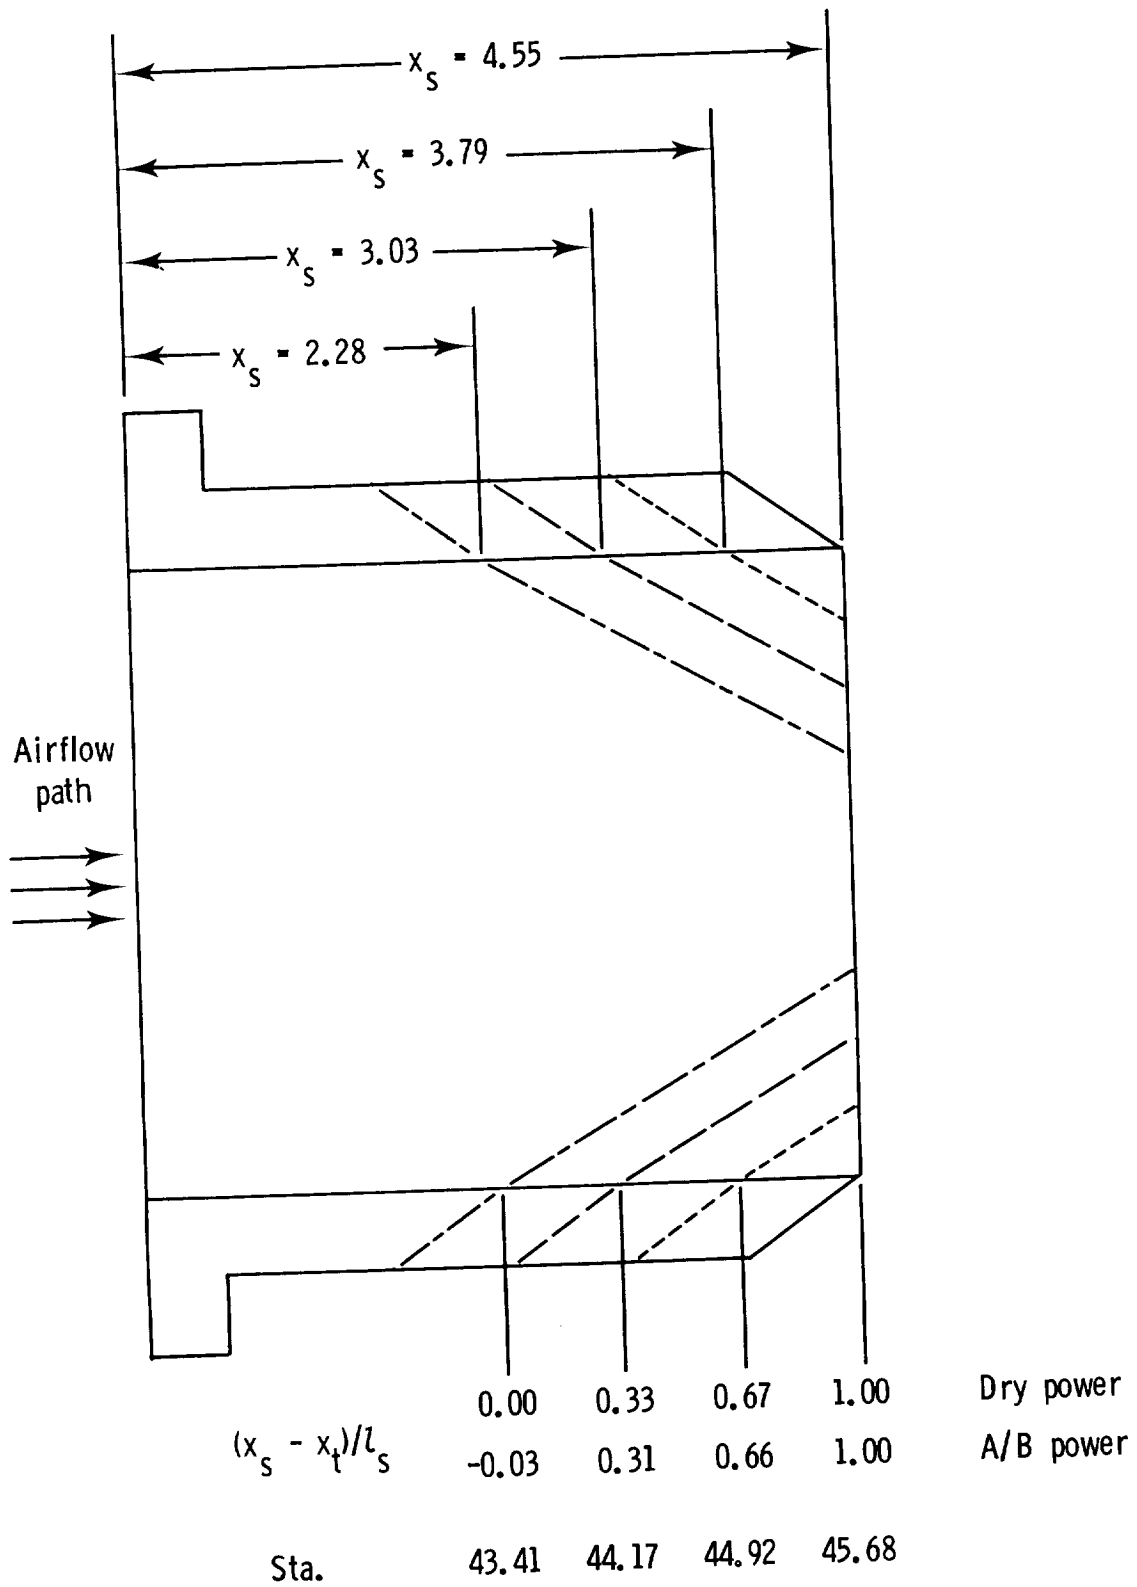 x_s = 4.55
x_s = 3.79
x_s = 3.03
x_s = 2.28
Airflow
path
0.00 0.33 0.67 1.00 Dry power
(x_s - x_t)/l_s
-0.03 0.31 0.66 1.00 A/B power
Sta. 43.41 44.17 44.92 45.68